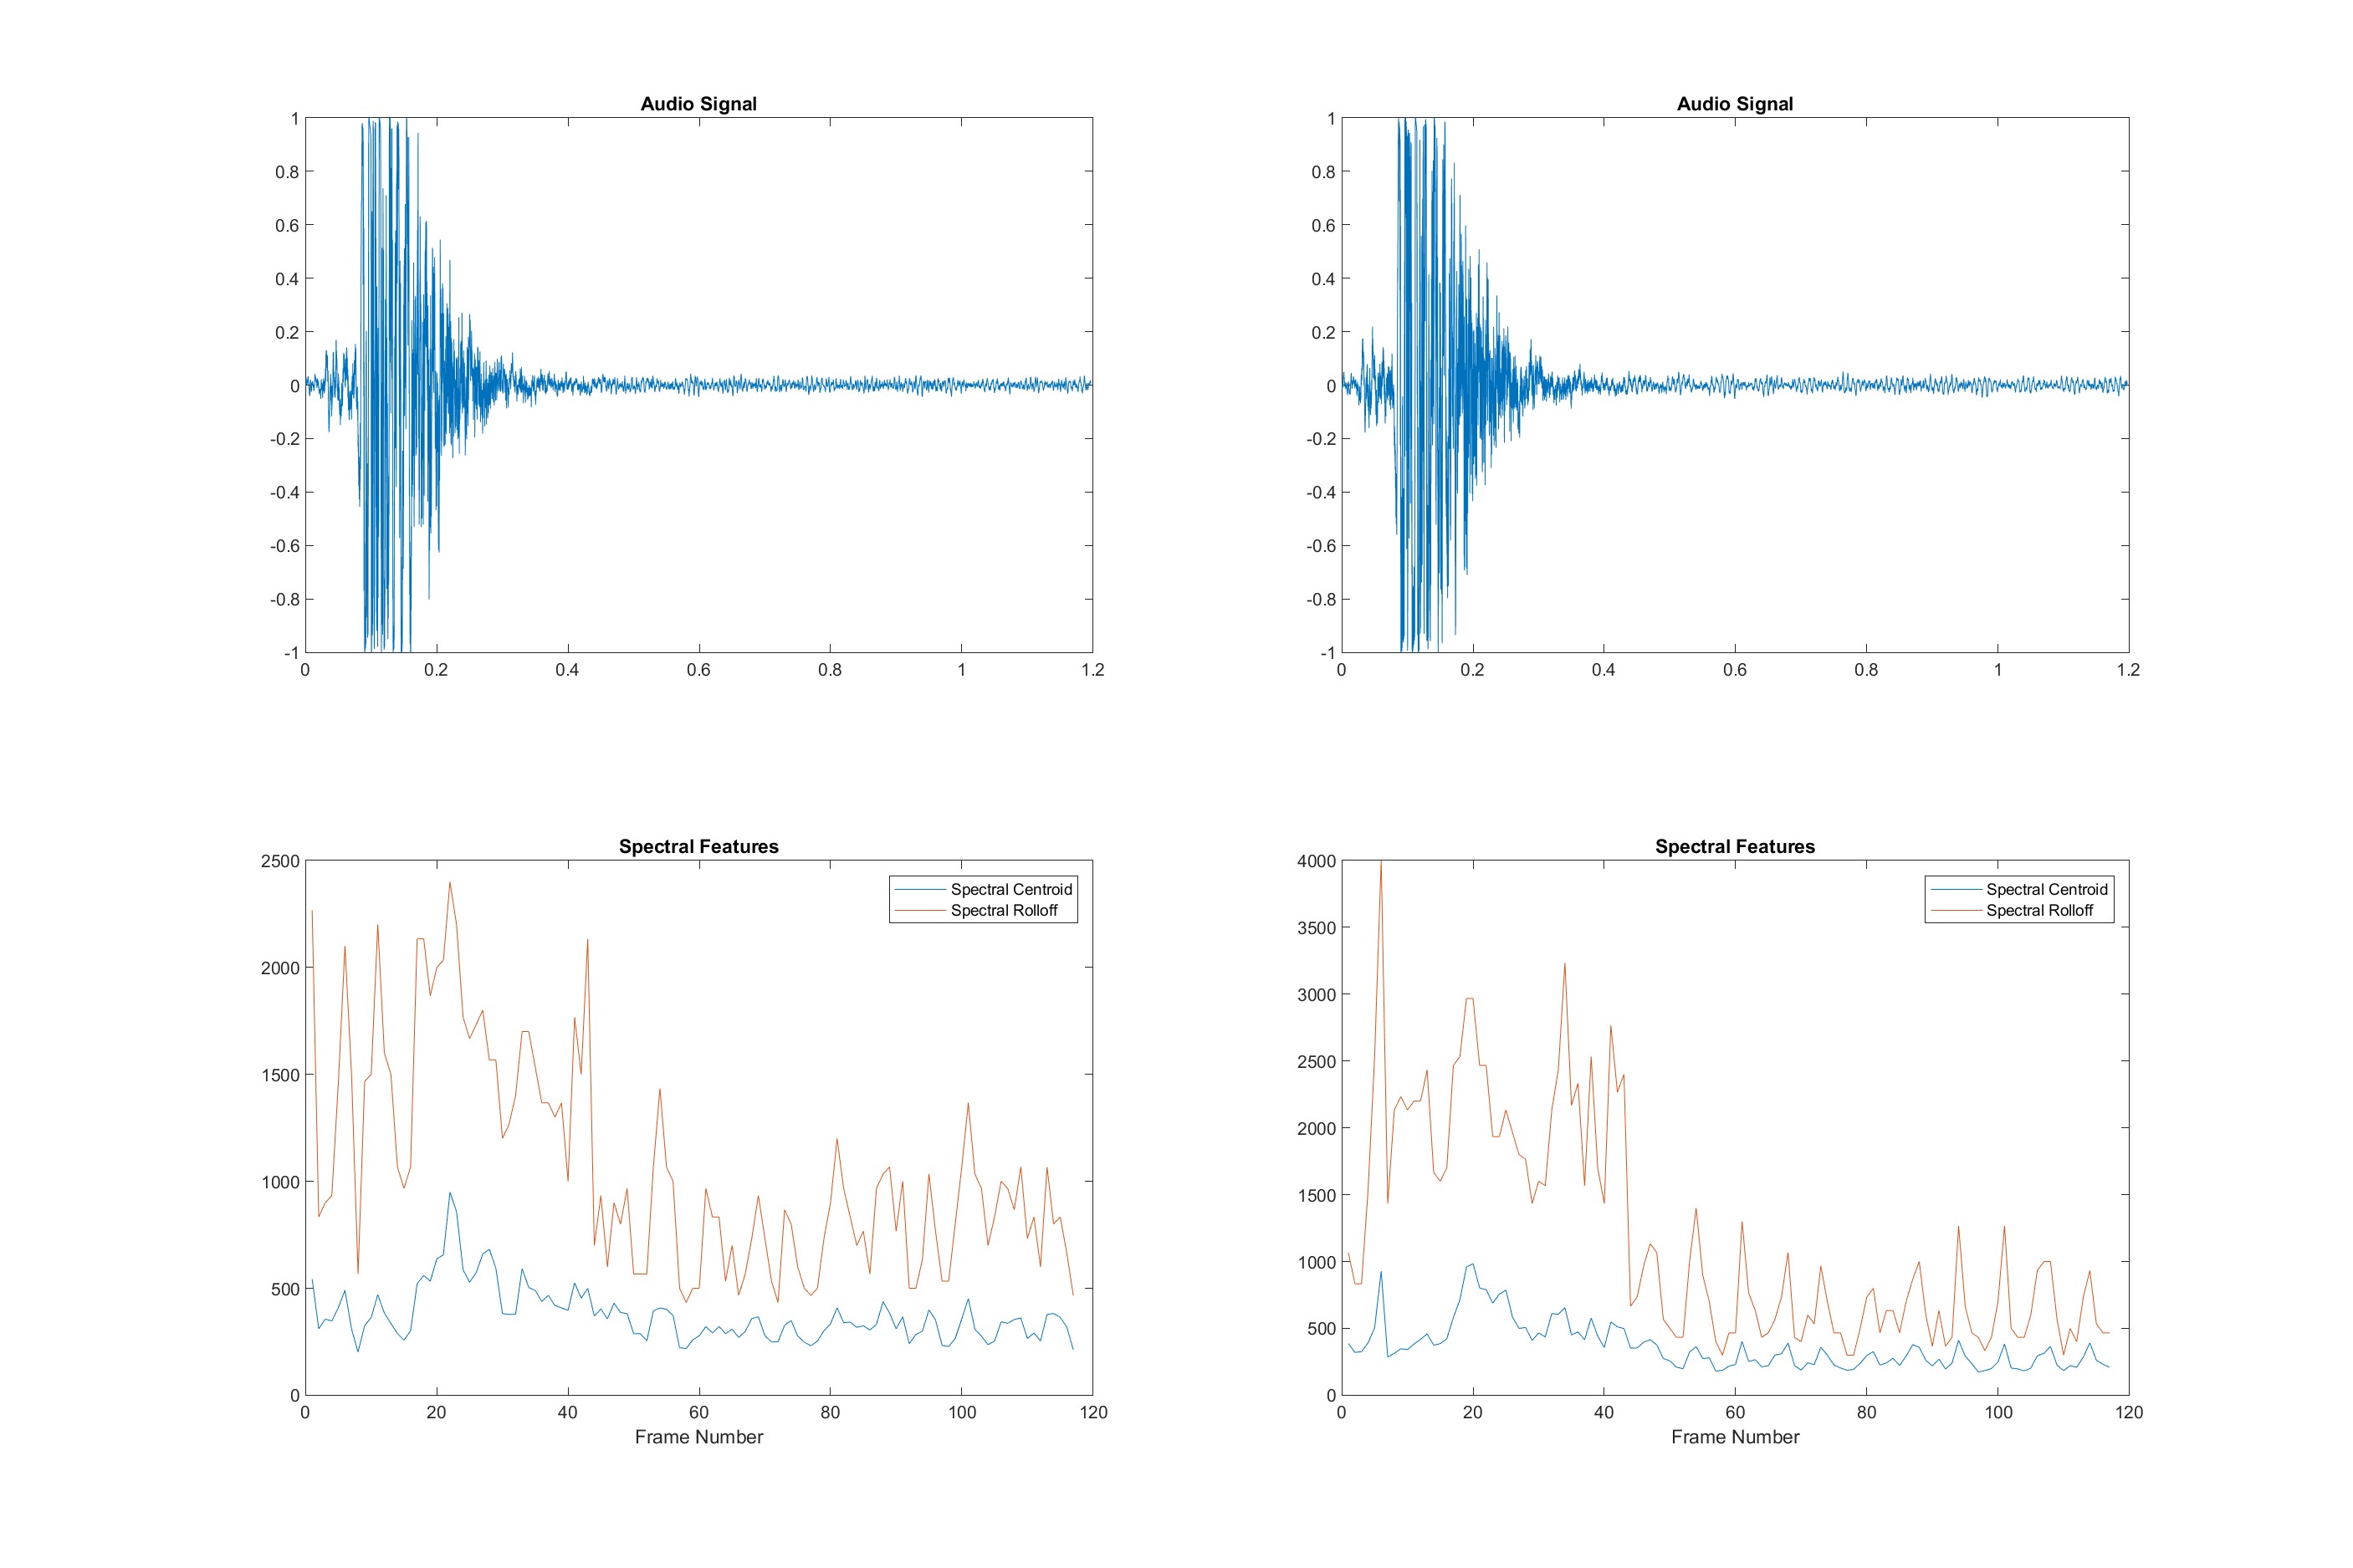 Audio Signal
1
0.8
0.6
0.4
0.2
0
-0.2
-0.4
-0.6
-0.8
-1
0 0.2 0.4 0.6 0.8 1 1.2
Audio Signal
1
0.8
0.6
0.4
0.2
0
-0.2
-0.4
-0.6
-0.8
-1
0 0.2 0.4 0.6 0.8 1 1.2
Spectral Features
2500
2000
1500
1000
500
0
Spectral Centroid
Spectral Rolloff
0 20 40 60 80 100 120
Frame Number
Spectral Features
4000
3500
3000
2500
2000
1500
1000
500
0
Spectral Centroid
Spectral Rolloff
0 20 40 60 80 100 120
Frame Number